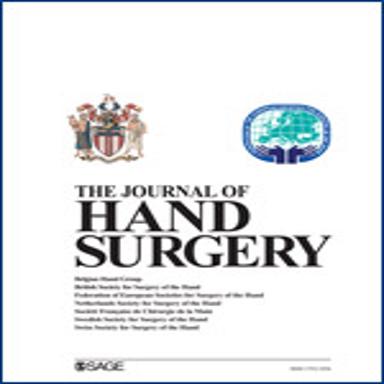 THE JOURNAL OF
HAND
SURGERY
Belgian Hand Group
British Society for Surgery of the Hand
Federation of European Societies for Surgery of the Hand
Netherlands Society for Surgery of the Hand
Société Française de Chirurgie de la Main
Swedish Society for Surgery of the Hand
Swiss Society for Surgery of the Hand
SAGE